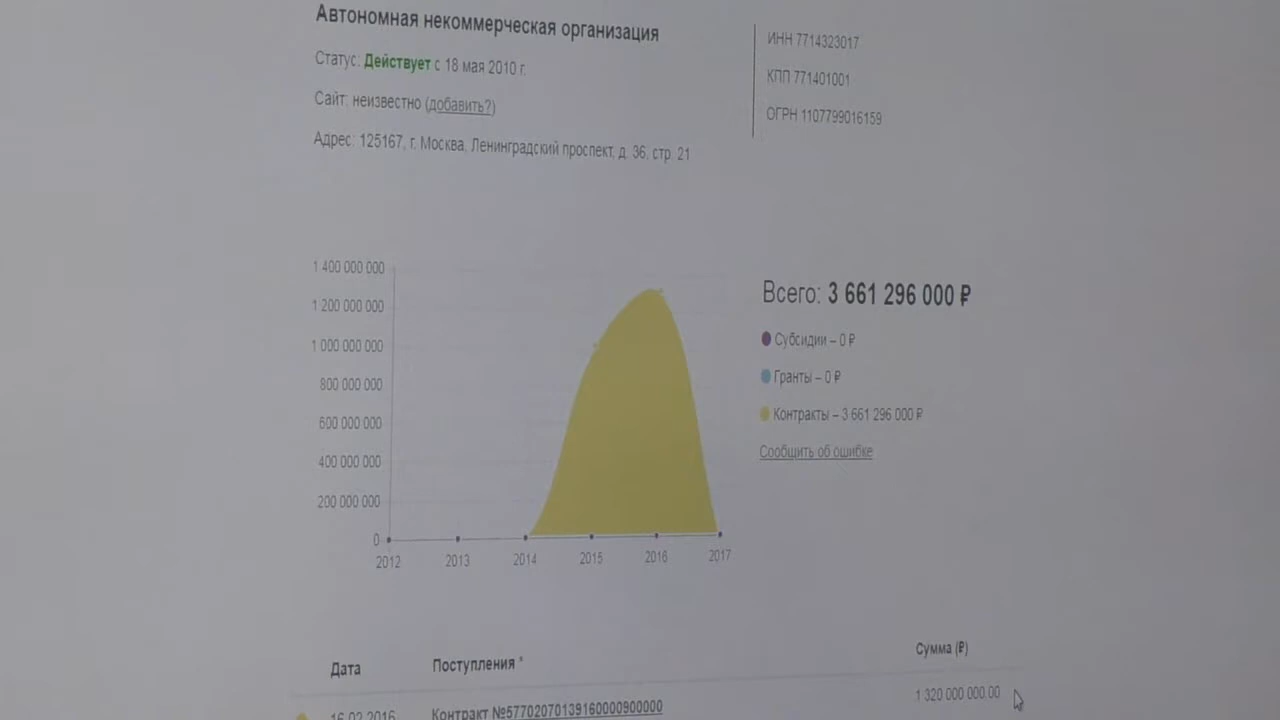 Автономная некоммерческая организация
Статус: Действует с 18 мая 2010 г.
Сайт: неизвестно (добавить?)
Адрес: 125167, г. Москва, Ленинградский проспект, д. 36, стр. 21
ИНН 7714323017
КПП 771401001
ОГРН 1107799016159
1 400 000 000
1 200 000 000
1 000 000 000
800 000 000
600 000 000
400 000 000
200 000 000
0
2012 2013 2014 2015 2016 2017
Всего: 3 661 296 000 ₽
Субсидии – 0 ₽
Гранты – 0 ₽
Контракты – 3 661 296 000 ₽
Сообщить об ошибке
Дата Поступления * Сумма (₽)
16.02.2016 Контракт №57702070139160000900000 1 320 000 000.00